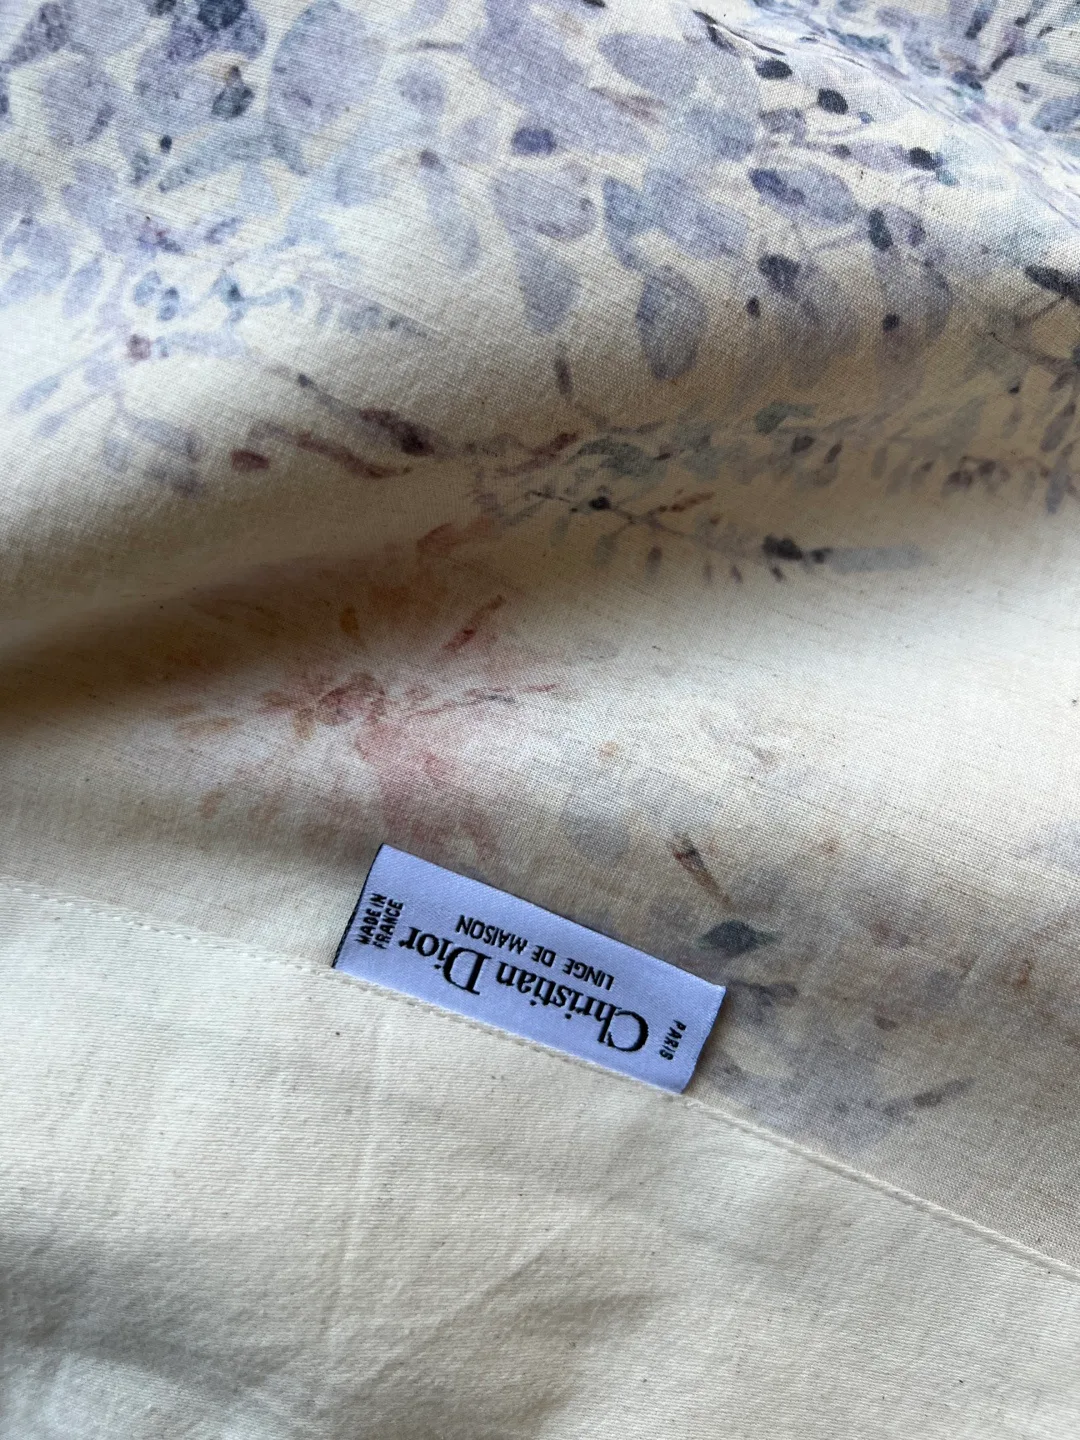 Christian Dior
LINGE DE MAISON
PARIS
MADE IN
FRANCE